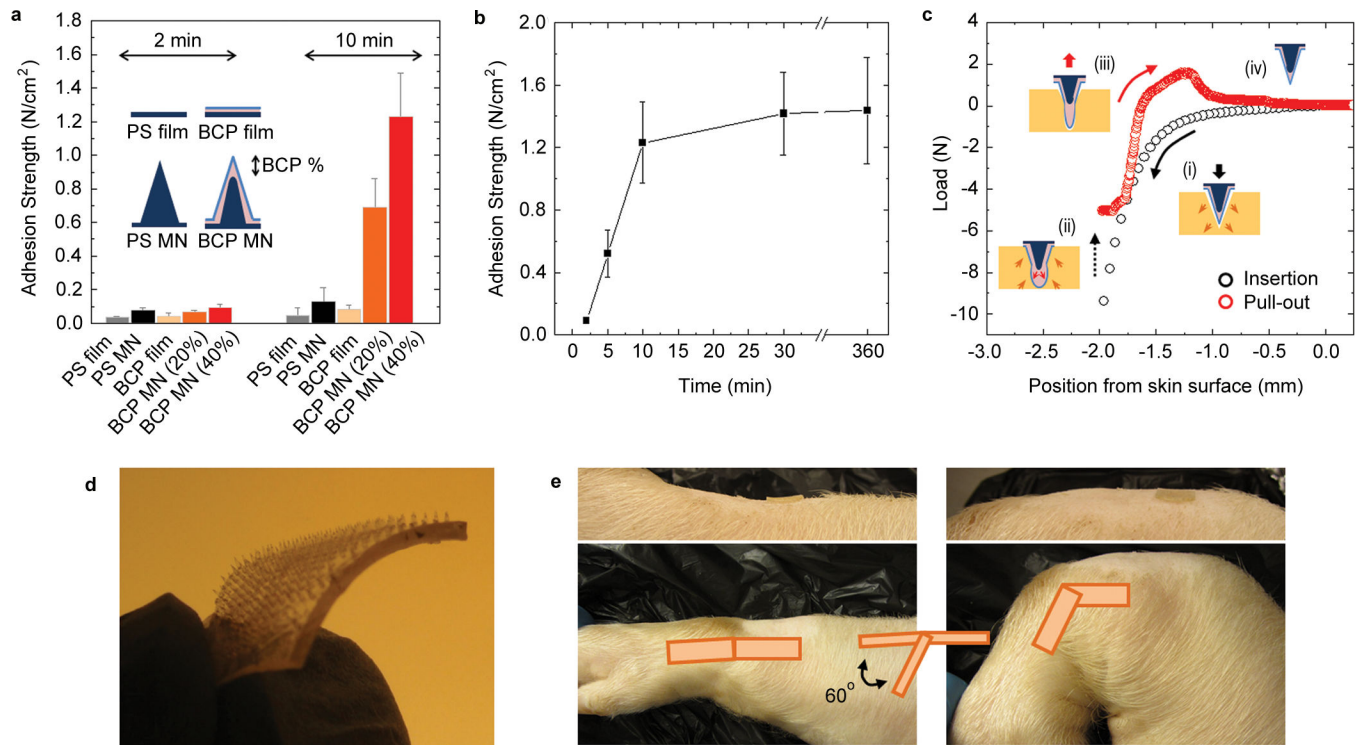 a
2 min
10 min
PS film
BCP film
BCP %
PS MN
BCP MN
Adhesion Strength (N/cm²)
1.8
1.6
1.4
1.2
1.0
0.8
0.6
0.4
0.2
0.0
PS film
PS MN
BCP film
BCP MN (20%)
BCP MN (40%)
PS film
PS MN
BCP film
BCP MN (20%)
BCP MN (40%)
b
Adhesion Strength (N/cm²)
2.0
1.6
1.2
0.8
0.4
0.0
0
5
10
20
30
360
Time (min)
c
(iii)
(iv)
(i)
(ii)
Insertion
Pull-out
Load (N)
4
2
0
-2
-4
-6
-8
-10
-3.0
-2.5
-2.0
-1.5
-1.0
-0.5
0.0
Position from skin surface (mm)
d
e
60°